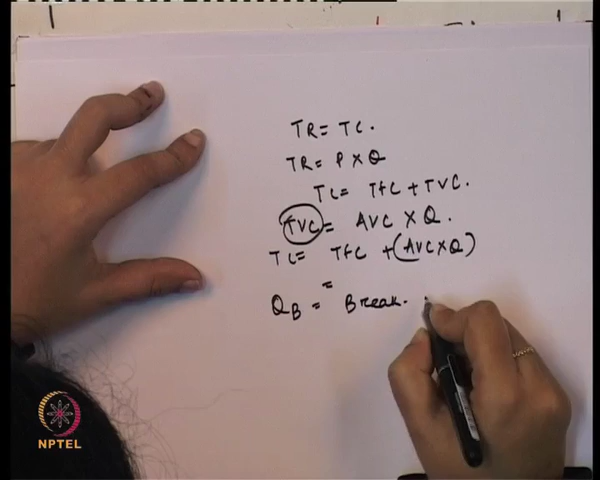 TR = TC.
TR = P X Q
TC = TFC + TVC.
TVC = AVC X Q.
TC = TFC + (AVC X Q)
=
QB = Break.
NPTEL